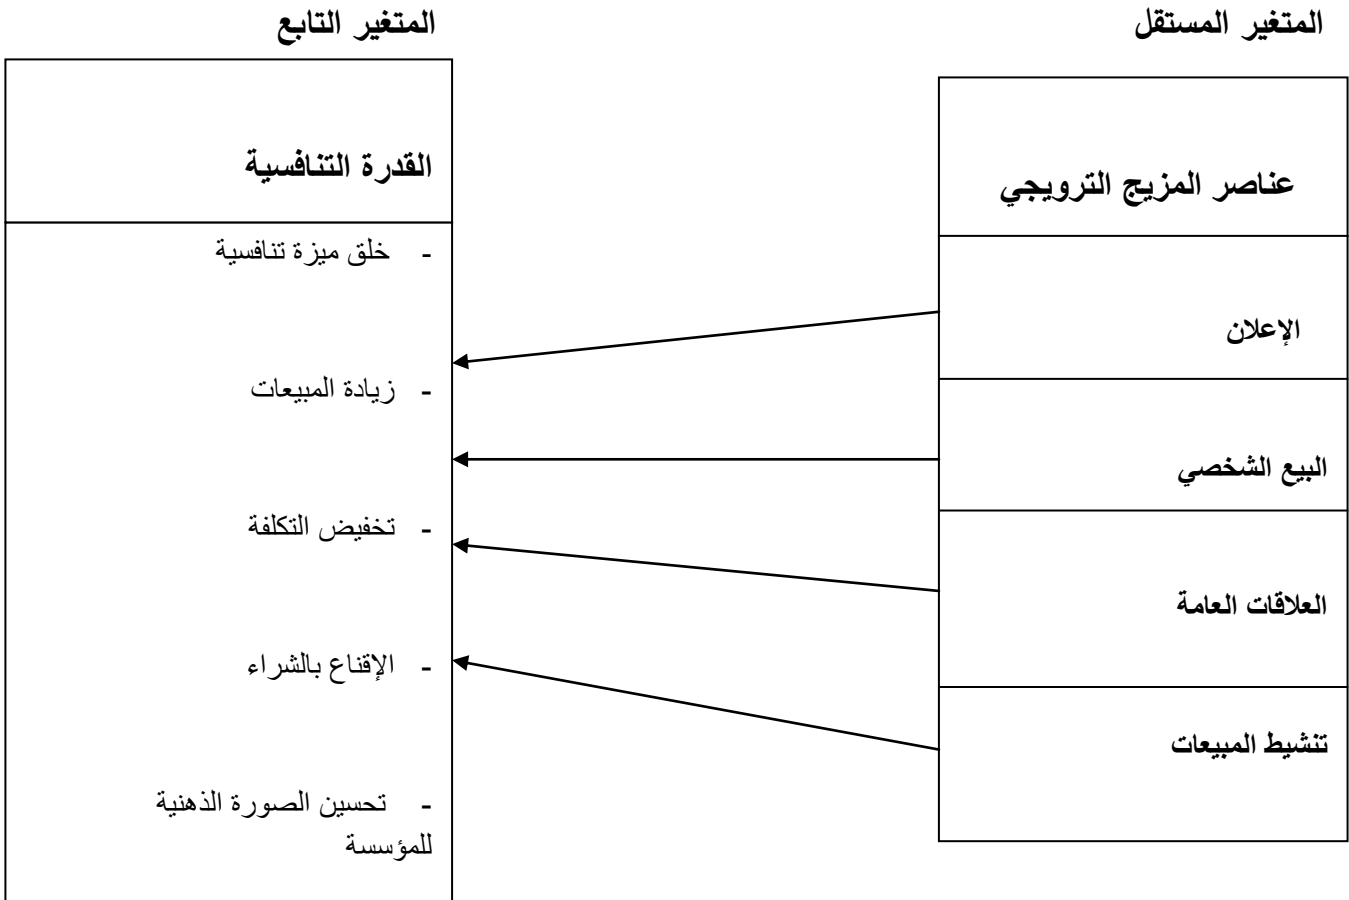 المتغير المستقل
المتغير التابع
عناصر المزيج الترويجي
الإعلان
البيع الشخصي
العلاقات العامة
تنشيط المبيعات
القدرة التنافسية
- خلق ميزة تنافسية
- زيادة المبيعات
- تخفيض التكلفة
- الإقناع بالشراء
- تحسين الصورة الذهنية
للمؤسسة